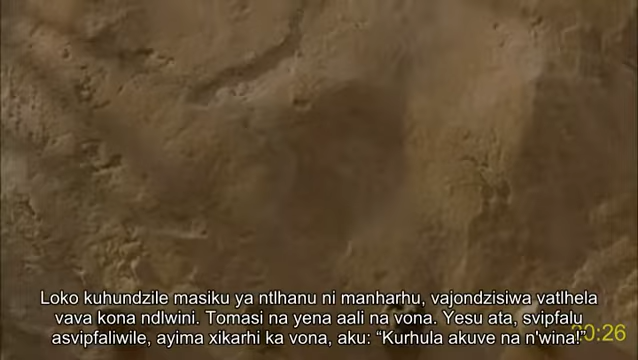 Loko kuhundzile masiku ya ntlhanu ni manharhu, vajondzisiwa vatlhela
vava kona ndlwini. Tomasi na yena aali na vona. Yesu ata, svipfalu
asvipfaliwile, ayima xikarhi ka vona, aku: “Kurhula akuve na n'wina!”
20:26